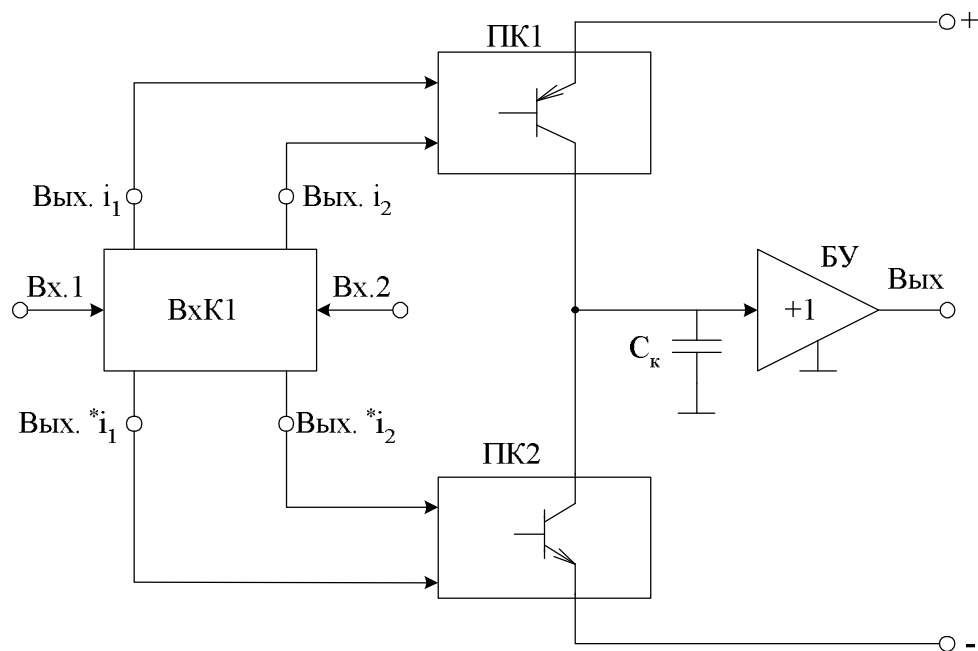 ПК1
+
Вых. i₁
Вых. i₂
Вх.1
ВхК1
Вх.2
БУ
+1
Вых
Cк
Вых. *i₁
Вых. *i₂
ПК2
-